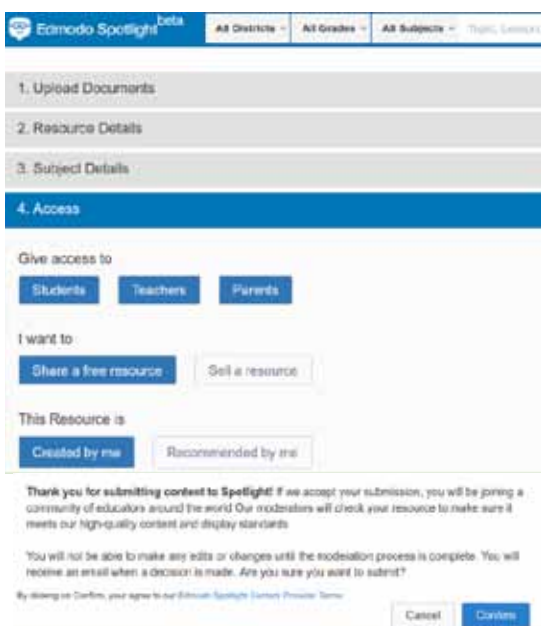 Edmodo Spotlight beta All Districts All Grades All Subjects Topic, Lesson
1. Upload Documents
2. Resource Details
3. Subject Details
4. Access
Give access to
Students Teachers Parents
I want to
Share a free resource Sell a resource
This Resource is
Created by me Recommended by me
Thank you for submitting content to Spotlight! If we accept your submission, you will be joining a
community of educators around the world Our moderators will check your resource to make sure it
meets our high-quality content and display standards
You will not be able to make any edits or changes until the moderation process is complete. You will
receive an email when a decision is made. Are you sure you want to submit?
By clicking on Confirm, your agree to our Edmodo Spotlight Content Provider Terms
Cancel Confirm